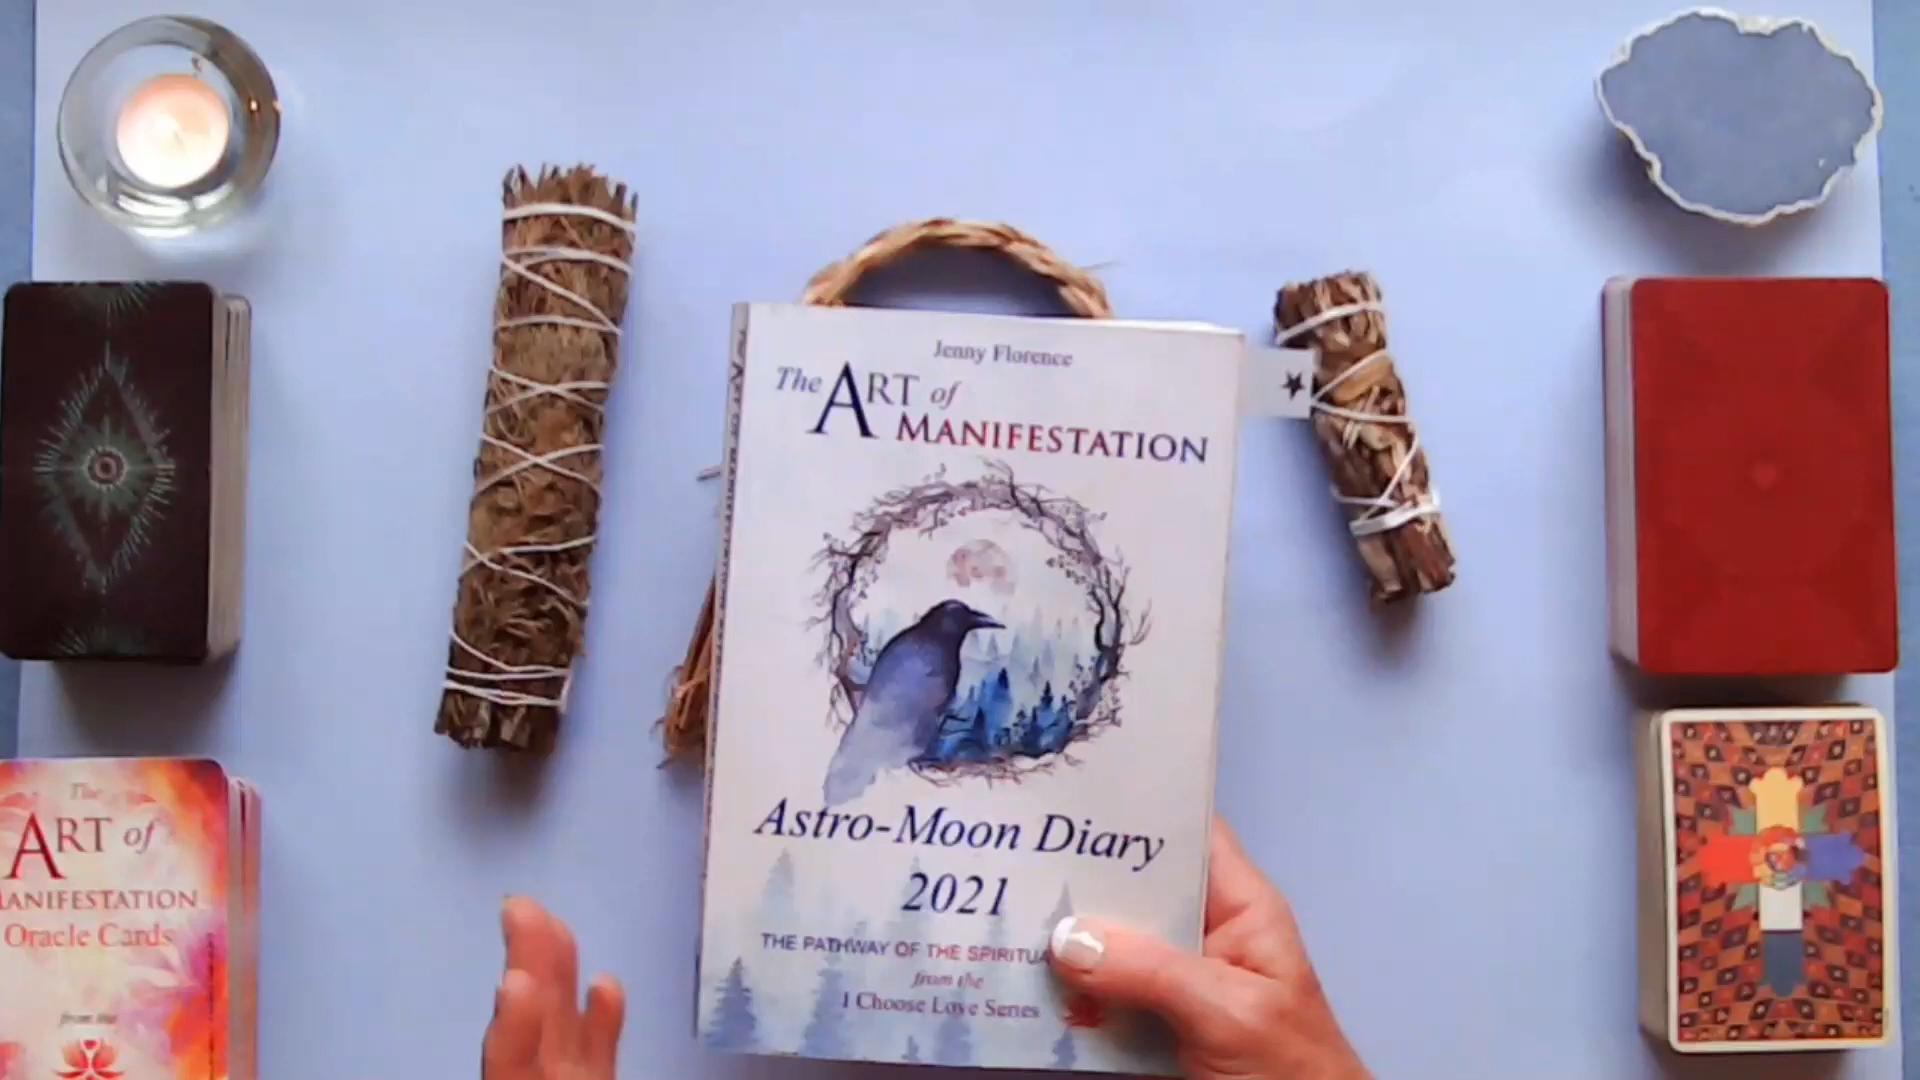 Jenny Florence
The ART of
MANIFESTATION
Astro-Moon Diary
2021
THE PATHWAY OF THE SPIRITUA
from the
I Choose Love Series
The
ART of
MANIFESTATION
Oracle Cards
from the